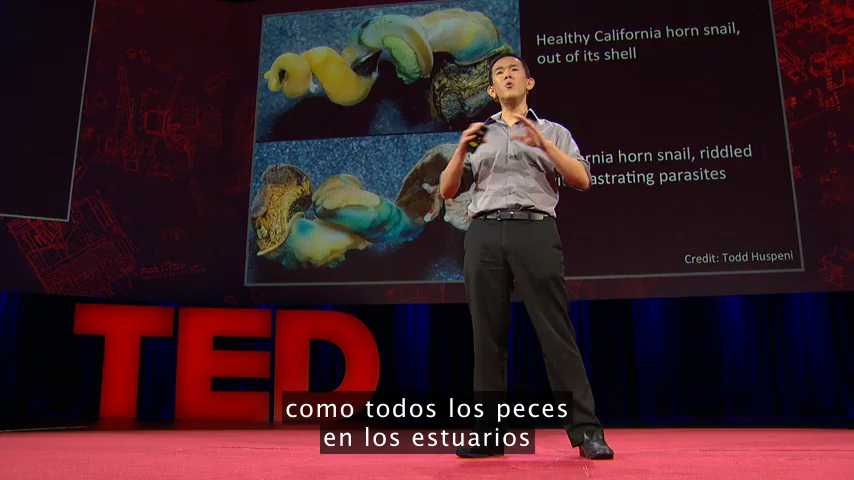 Healthy California horn snail,
out of its shell
rnia horn snail, riddled
astrating parasites
Credit: Todd Huspeni
TED
como todos los peces
en los estuarios